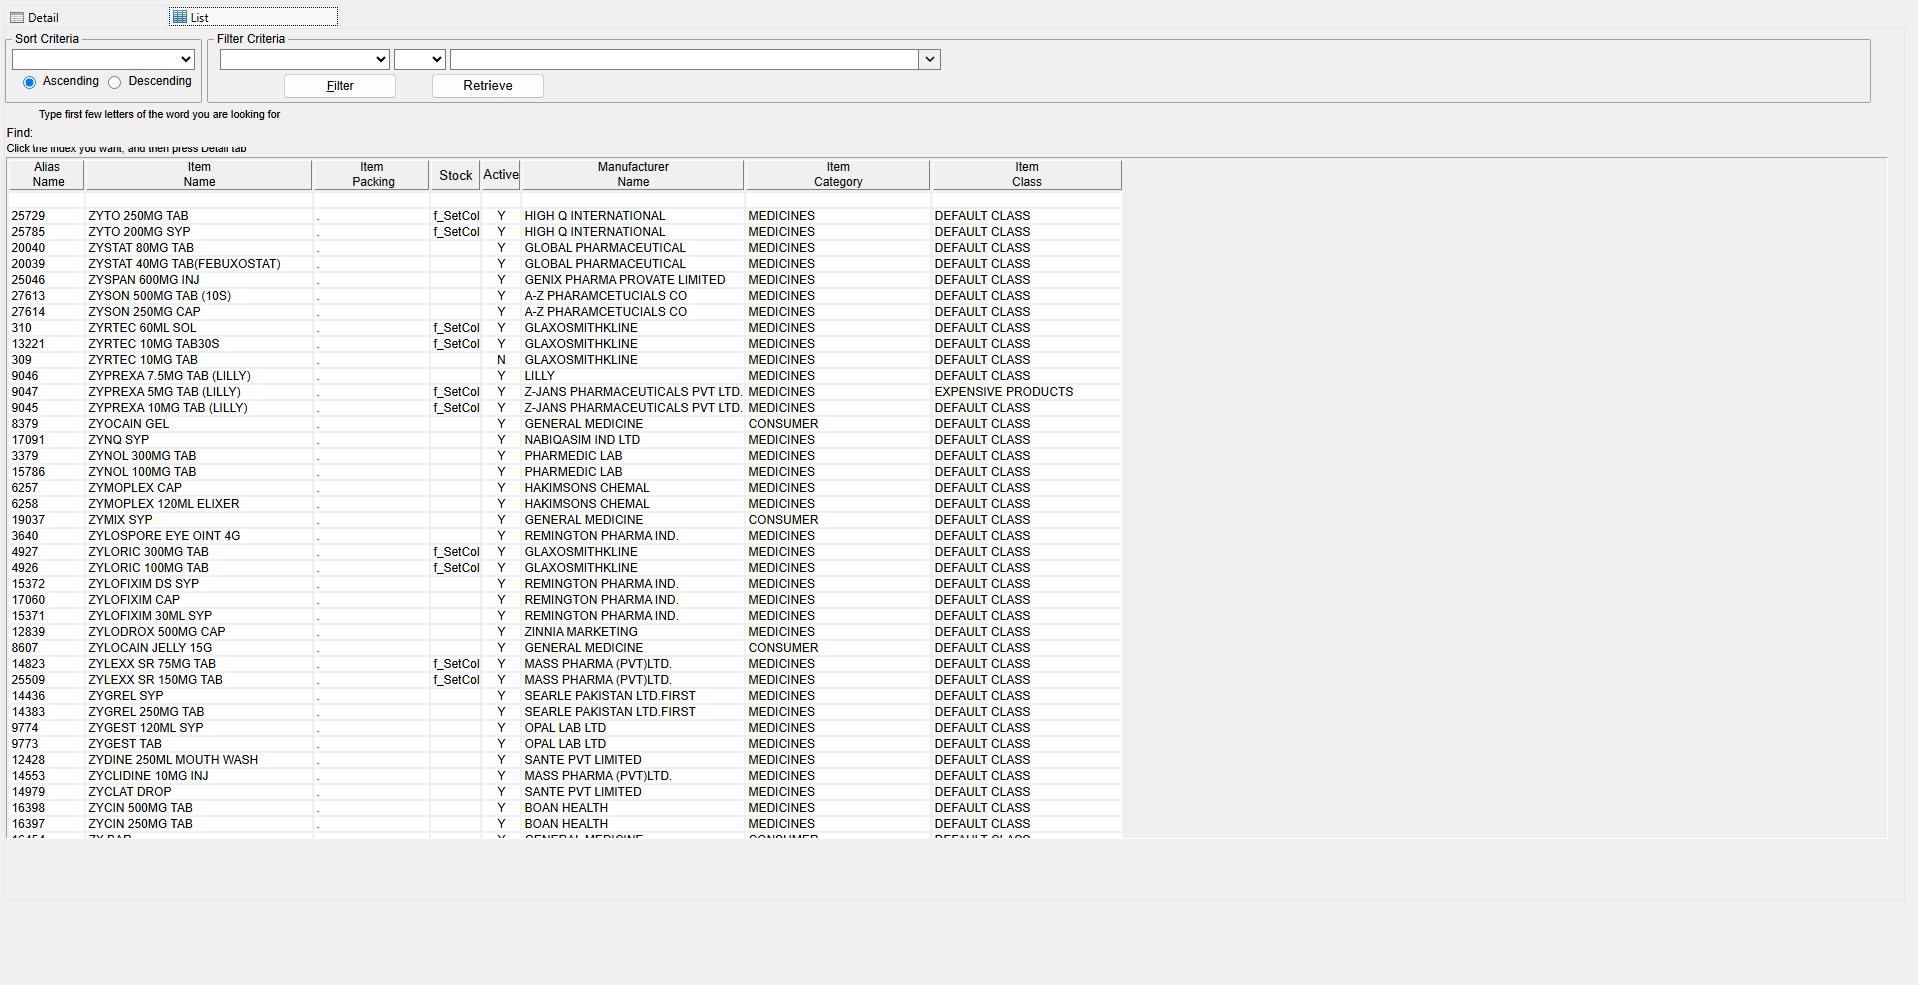 Detail
List
Sort Criteria
Filter Criteria
Ascending
Descending
Filter
Retrieve
Type first few letters of the word you are looking for
Find:
Click the index you want, and then press Detail tab
Alias Name Item Name Item Packing Stock Active Manufacturer Name Item Category Item Class
25729 ZYTO 250MG TAB . f_SetCol Y HIGH Q INTERNATIONAL MEDICINES DEFAULT CLASS
25785 ZYTO 200MG SYP . f_SetCol Y HIGH Q INTERNATIONAL MEDICINES DEFAULT CLASS
20040 ZYSTAT 80MG TAB . Y GLOBAL PHARMACEUTICAL MEDICINES DEFAULT CLASS
20039 ZYSTAT 40MG TAB(FEBUXOSTAT) . Y GLOBAL PHARMACEUTICAL MEDICINES DEFAULT CLASS
25046 ZYSPAN 600MG INJ . Y GENIX PHARMA PROVATE LIMITED MEDICINES DEFAULT CLASS
27613 ZYSON 500MG TAB (10S) . Y A-Z PHARAMCETUCIALS CO MEDICINES DEFAULT CLASS
27614 ZYSON 250MG CAP . Y A-Z PHARAMCETUCIALS CO MEDICINES DEFAULT CLASS
310 ZYRTEC 60ML SOL . f_SetCol Y GLAXOSMITHKLINE MEDICINES DEFAULT CLASS
13221 ZYRTEC 10MG TAB30S . f_SetCol Y GLAXOSMITHKLINE MEDICINES DEFAULT CLASS
309 ZYRTEC 10MG TAB . N GLAXOSMITHKLINE MEDICINES DEFAULT CLASS
9046 ZYPREXA 7.5MG TAB (LILLY) . Y LILLY MEDICINES DEFAULT CLASS
9047 ZYPREXA 5MG TAB (LILLY) . f_SetCol Y Z-JANS PHARMACEUTICALS PVT LTD. MEDICINES EXPENSIVE PRODUCTS
9045 ZYPREXA 10MG TAB (LILLY) . f_SetCol Y Z-JANS PHARMACEUTICALS PVT LTD. MEDICINES DEFAULT CLASS
8379 ZYOCAIN GEL . Y GENERAL MEDICINE CONSUMER DEFAULT CLASS
17091 ZYNQ SYP . Y NABIQASIM IND LTD MEDICINES DEFAULT CLASS
3379 ZYNOL 300MG TAB . Y PHARMEDIC LAB MEDICINES DEFAULT CLASS
15786 ZYNOL 100MG TAB . Y PHARMEDIC LAB MEDICINES DEFAULT CLASS
6257 ZYMOPLEX CAP . Y HAKIMSONS CHEMAL MEDICINES DEFAULT CLASS
6258 ZYMOPLEX 120ML ELIXER . Y HAKIMSONS CHEMAL MEDICINES DEFAULT CLASS
19037 ZYMIX SYP . Y GENERAL MEDICINE CONSUMER DEFAULT CLASS
3640 ZYLOSPORE EYE OINT 4G . Y REMINGTON PHARMA IND. MEDICINES DEFAULT CLASS
4927 ZYLORIC 300MG TAB . f_SetCol Y GLAXOSMITHKLINE MEDICINES DEFAULT CLASS
4926 ZYLORIC 100MG TAB . f_SetCol Y GLAXOSMITHKLINE MEDICINES DEFAULT CLASS
15372 ZYLOFIXIM DS SYP . Y REMINGTON PHARMA IND. MEDICINES DEFAULT CLASS
17060 ZYLOFIXIM CAP . Y REMINGTON PHARMA IND. MEDICINES DEFAULT CLASS
15371 ZYLOFIXIM 30ML SYP . Y REMINGTON PHARMA IND. MEDICINES DEFAULT CLASS
12839 ZYLODROX 500MG CAP . Y ZINNIA MARKETING MEDICINES DEFAULT CLASS
8607 ZYLOCAIN JELLY 15G . Y GENERAL MEDICINE CONSUMER DEFAULT CLASS
14823 ZYLEXX SR 75MG TAB . f_SetCol Y MASS PHARMA (PVT)LTD. MEDICINES DEFAULT CLASS
25509 ZYLEXX SR 150MG TAB . f_SetCol Y MASS PHARMA (PVT)LTD. MEDICINES DEFAULT CLASS
14436 ZYGREL SYP . Y SEARLE PAKISTAN LTD.FIRST MEDICINES DEFAULT CLASS
14383 ZYGREL 250MG TAB . Y SEARLE PAKISTAN LTD.FIRST MEDICINES DEFAULT CLASS
9774 ZYGEST 120ML SYP . Y OPAL LAB LTD MEDICINES DEFAULT CLASS
9773 ZYGEST TAB . Y OPAL LAB LTD MEDICINES DEFAULT CLASS
12428 ZYDINE 250ML MOUTH WASH . Y SANTE PVT LIMITED MEDICINES DEFAULT CLASS
14553 ZYCLIDINE 10MG INJ . Y MASS PHARMA (PVT)LTD. MEDICINES DEFAULT CLASS
14979 ZYCLAT DROP . Y SANTE PVT LIMITED MEDICINES DEFAULT CLASS
16398 ZYCIN 500MG TAB . Y BOAN HEALTH MEDICINES DEFAULT CLASS
16397 ZYCIN 250MG TAB . Y BOAN HEALTH MEDICINES DEFAULT CLASS
Y GENERAL MEDICINE CONSUMER DEFAULT CLASS